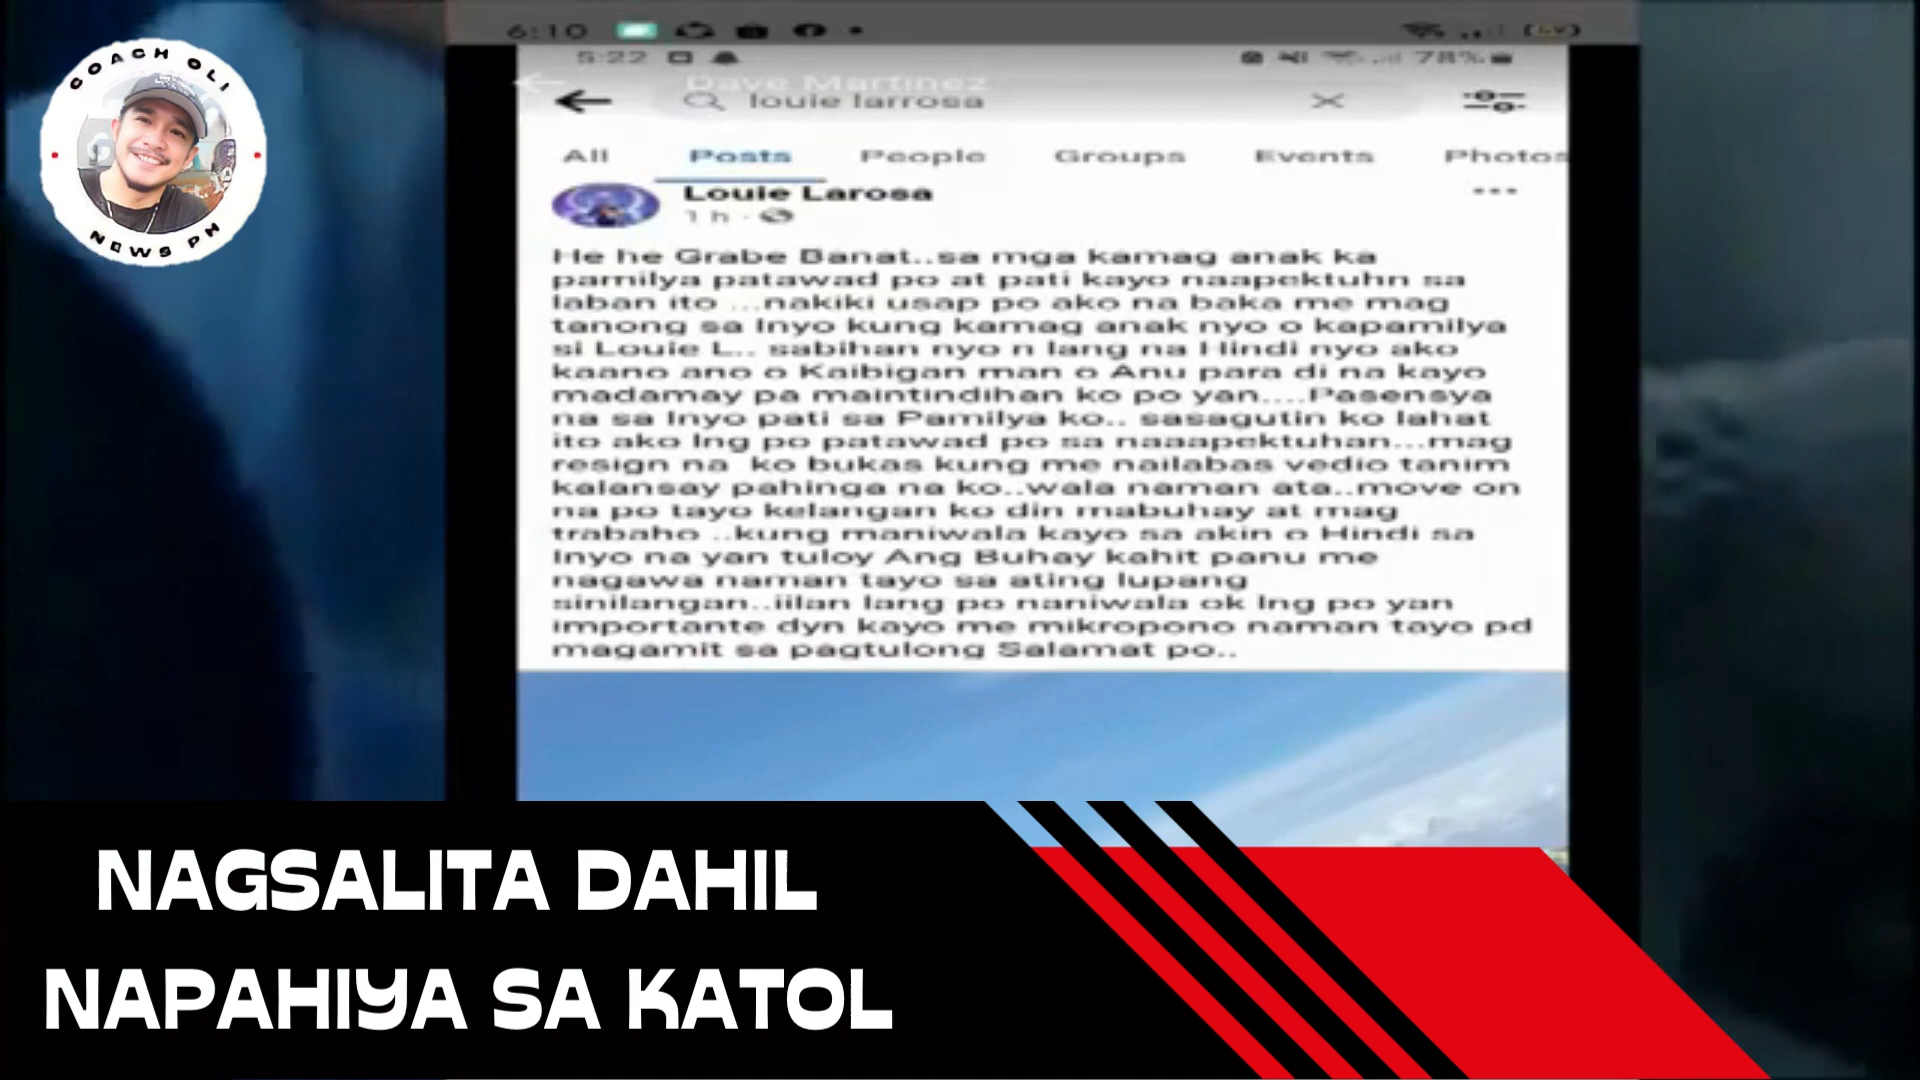 COACH OLI
NEWS PH
6:10
5:22
78%
Dave Martinez
louie larrosa
All Posts People Groups Events Photos
Louie Larosa
1 h
He he Grabe Banat..sa mga kamag anak ka
pamilya patawad po at pati kayo naapektuhn sa
laban ito ...nakiki usap po ako na baka me mag
tanong sa Inyo kung kamag anak nyo o kapamilya
si Louie L.. sabihan nyo n lang na Hindi nyo ako
kaano ano o Kaibigan man o Anu para di na kayo
madamay pa maintindihan ko po yan....Pasensya
na sa Inyo pati sa Pamilya ko.. sasagutin ko lahat
ito ako lng po patawad po sa naaapektuhan...mag
resign na ko bukas kung me nailabas vedio tanim
kalansay pahinga na ko..wala naman ata..move on
na po tayo kelangan ko din mabuhay at mag
trabaho ..kung maniwala kayo sa akin o Hindi sa
Inyo na yan tuloy Ang Buhay kahit panu me
nagawa naman tayo sa ating lupang
sinilangan..iilan lang po naniwala ok lng po yan
importante dyn kayo me mikropono naman tayo pd
magamit sa pagtulong Salamat po..
NAGSALITA DAHIL
NAPAHIYA SA KATOL